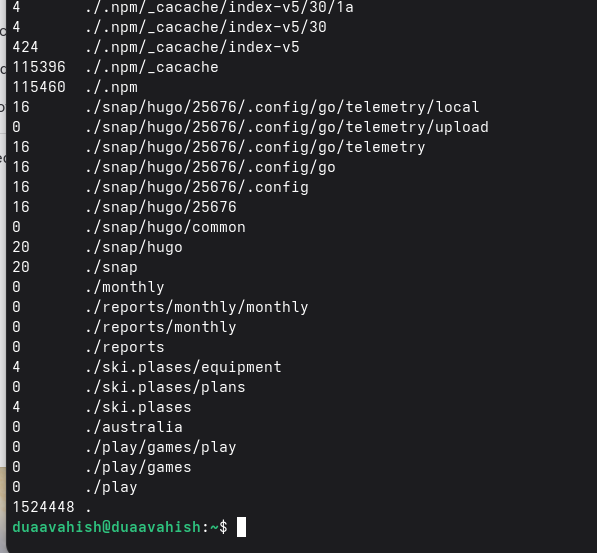 4       ./.npm/_cacache/index-v5/30/1a
4       ./.npm/_cacache/index-v5/30
424     ./.npm/_cacache/index-v5
115396  ./.npm/_cacache
115460  ./.npm
16      ./snap/hugo/25676/.config/go/telemetry/local
0       ./snap/hugo/25676/.config/go/telemetry/upload
16      ./snap/hugo/25676/.config/go/telemetry
16      ./snap/hugo/25676/.config/go
16      ./snap/hugo/25676/.config
16      ./snap/hugo/25676
0       ./snap/hugo/common
20      ./snap/hugo
20      ./snap
0       ./monthly
0       ./reports/monthly/monthly
0       ./reports/monthly
0       ./reports
4       ./ski.plases/equipment
0       ./ski.plases/plans
4       ./ski.plases
0       ./australia
0       ./play/games/play
0       ./play/games
0       ./play
1524448 .
duaavahish@duaavahish:~$